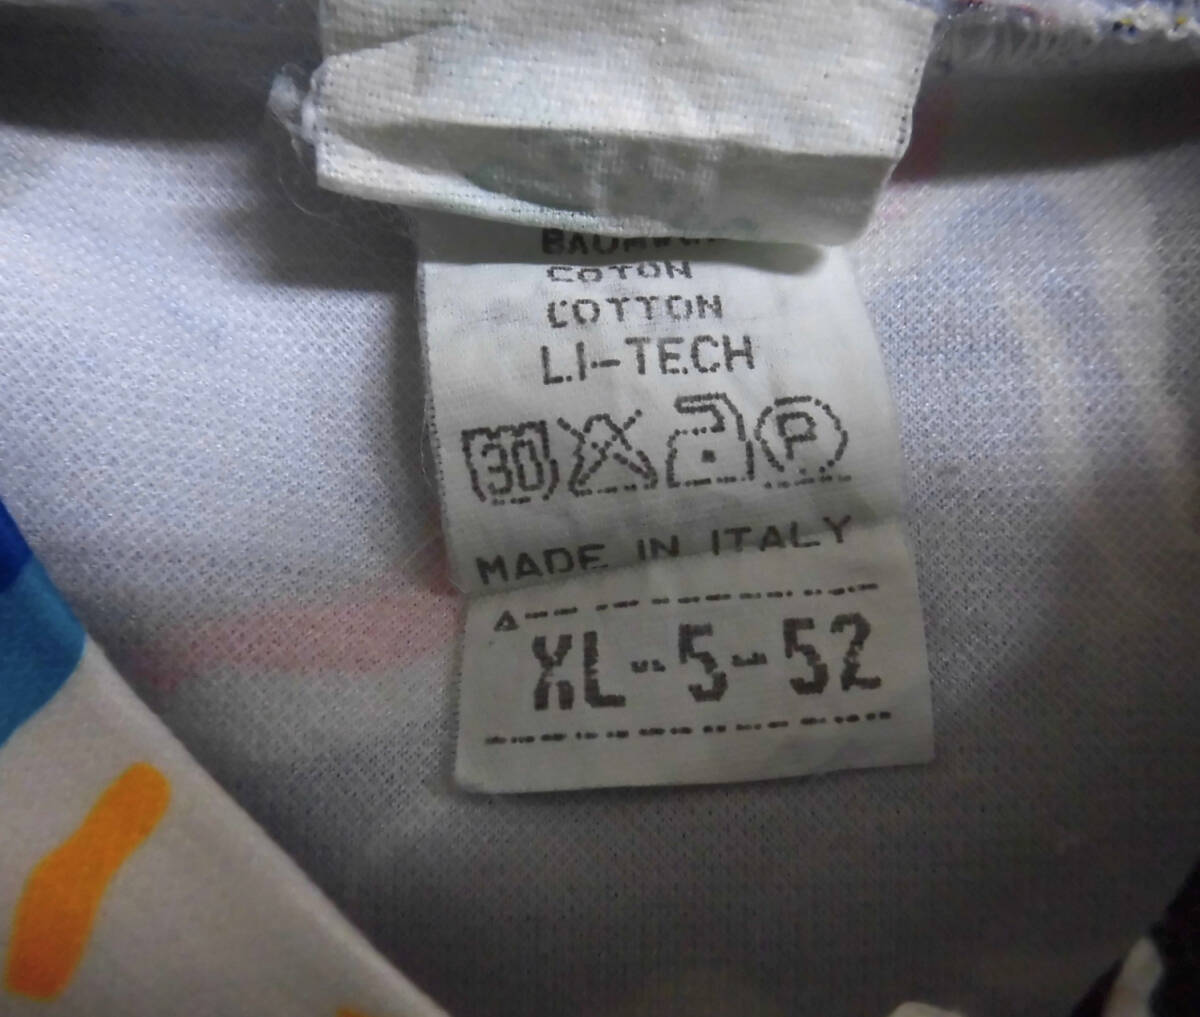 COTON
COTTON
LI-TECH
30 P
MADE IN ITALY
XL-5-52